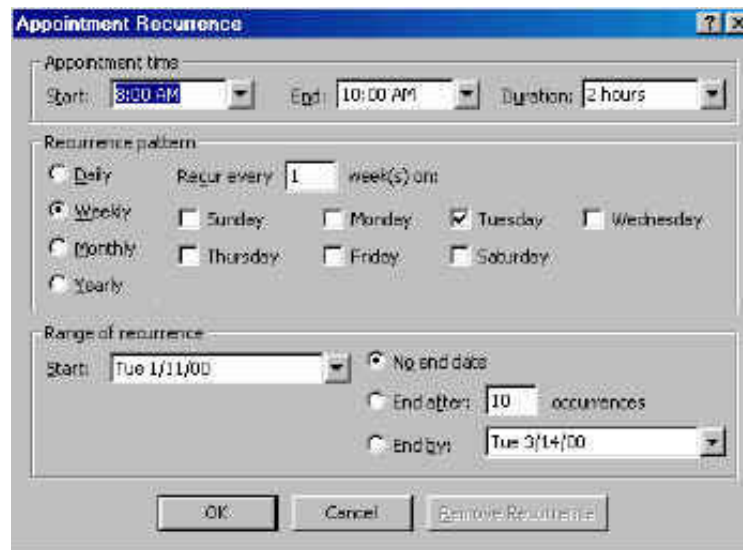 Appointment Recurrence
Appointment time
Start: 8:00 AM End: 10:00 AM Duration: 2 hours
Recurrence pattern
Daily Recur every 1 week(s) on:
Weekly Sunday Monday Tuesday Wednesday
Monthly Thursday Friday Saturday
Yearly
Range of recurrence
Start: Tue 1/11/00 No end date
End after: 10 occurrences
End by: Tue 3/14/00
OK Cancel Remove Recurrence